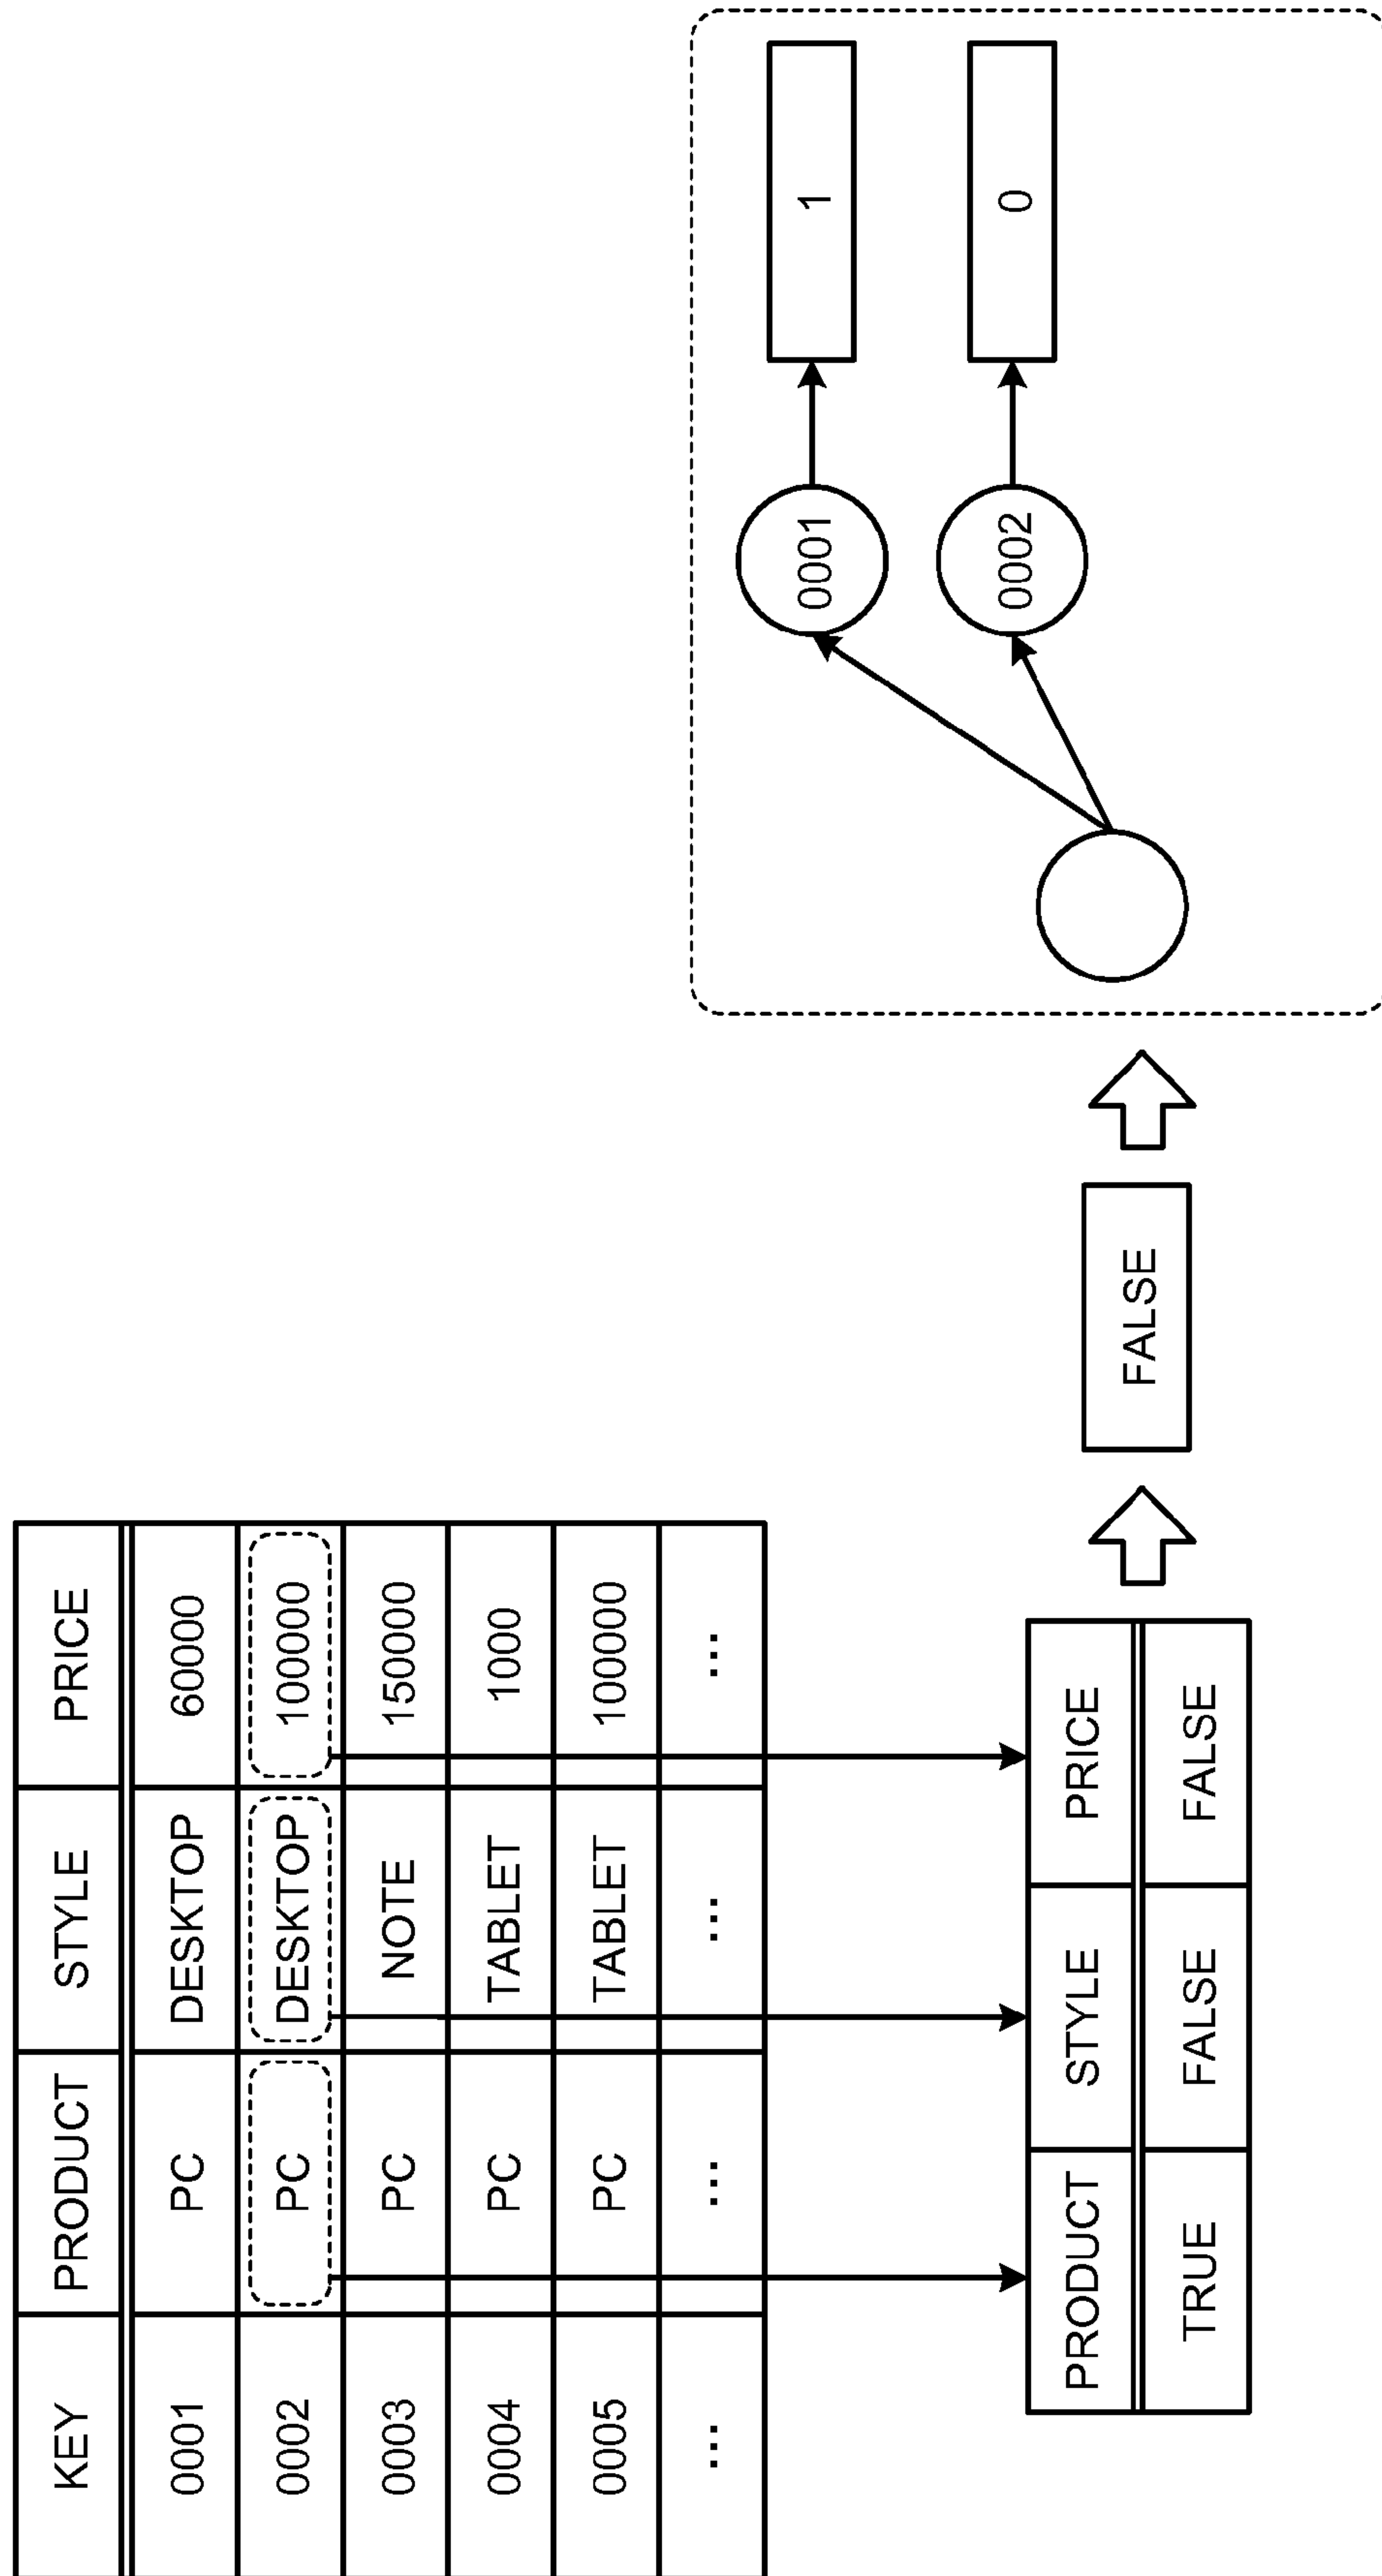 KEY PRODUCT STYLE PRICE
0001 PC DESKTOP 60000
0002 PC DESKTOP 100000
0003 PC NOTE 150000
0004 PC TABLET 1000
0005 PC TABLET 100000
... ... ... ...
PRODUCT STYLE PRICE
TRUE FALSE FALSE
FALSE
0001 1
0002 0